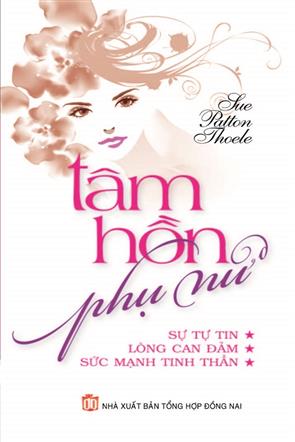 Sue
Patton
Thoele
tâm
hồn
phụ nữ
SỰ TỰ TIN ★
LÒNG CAN ĐẢM ★
SỨC MẠNH TINH THẦN ★
NHÀ XUẤT BẢN TỔNG HỢP ĐỒNG NAI